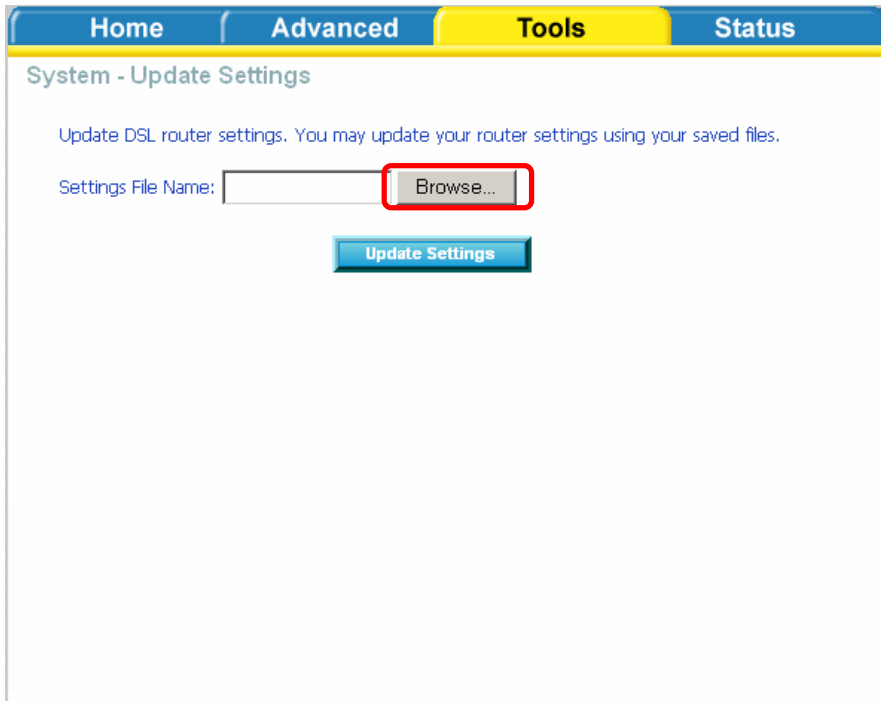 Home Advanced Tools Status
System - Update Settings
Update DSL router settings. You may update your router settings using your saved files.
Settings File Name: Browse...
Update Settings